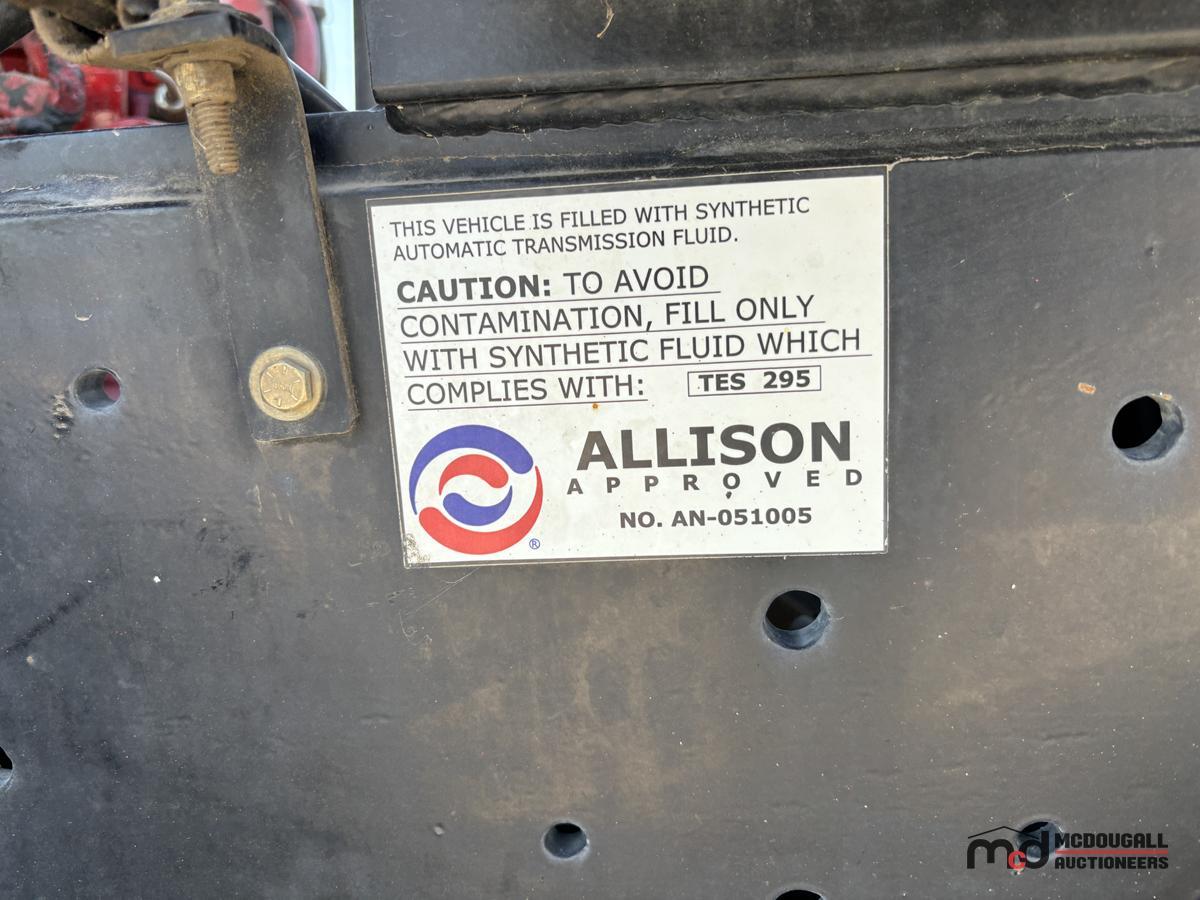 THIS VEHICLE IS FILLED WITH SYNTHETIC
AUTOMATIC TRANSMISSION FLUID.
CAUTION: TO AVOID
CONTAMINATION, FILL ONLY
WITH SYNTHETIC FLUID WHICH
COMPLIES WITH: TES 295
ALLISON
APPROVED
NO. AN-051005
®
mcd MCDOUGALL
AUCTIONEERS